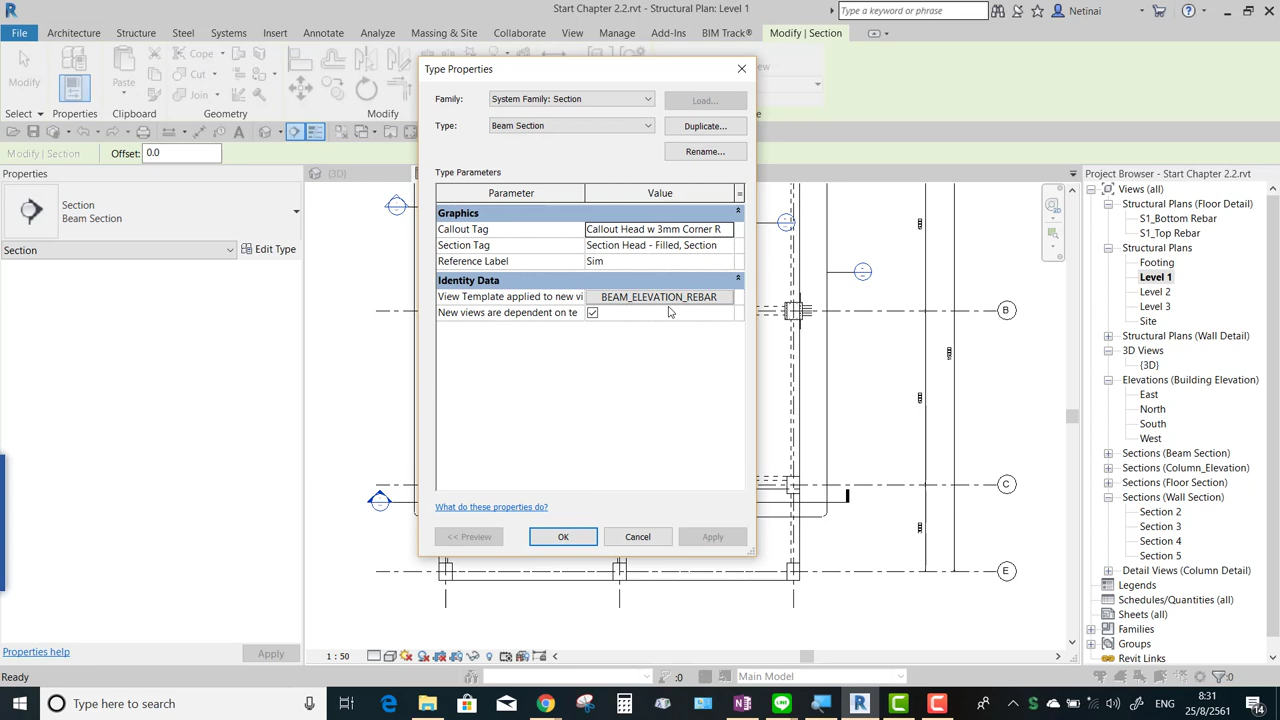 Start Chapter 2.2.rvt - Structural Plan: Level 1
Type a keyword or phrase
Netinai
File Architecture Structure Steel Systems Insert Annotate Analyze Massing & Site Collaborate View Manage Add-Ins BIM Track® Modify | Section
Modify
Paste
Cope
Cut
Join
Select Properties Clipboard Geometry Modify
Modify | Section Offset: 0.0
Properties
Section
Beam Section
Section
Edit Type
Properties help
Apply
{3D}
Type Properties
Family: System Family: Section Load...
Type: Beam Section Duplicate...
Rename...
Type Parameters
Parameter Value =
Graphics
Callout Tag Callout Head w 3mm Corner R
Section Tag Section Head - Filled, Section
Reference Label Sim
Identity Data
View Template applied to new vi BEAM_ELEVATION_REBAR
New views are dependent on te
What do these properties do?
<< Preview OK Cancel Apply
B
C
E
1 : 50
Project Browser - Start Chapter 2.2.rvt
Views (all)
Structural Plans (Floor Detail)
S1_Bottom Rebar
S1_Top Rebar
Structural Plans
Footing
Level 1
Level 2
Level 3
Site
Structural Plans (Wall Detail)
3D Views
{3D}
Elevations (Building Elevation)
East
North
South
West
Sections (Beam Section)
Sections (Column_Elevation)
Sections (Floor Section)
Sections (Wall Section)
Section 2
Section 3
Section 4
Section 5
Detail Views (Column Detail)
Legends
Schedules/Quantities (all)
Sheets (all)
Families
Groups
Revit Links
Ready
:0
Main Model
:0
Type here to search
ENG
8:31
25/8/2561